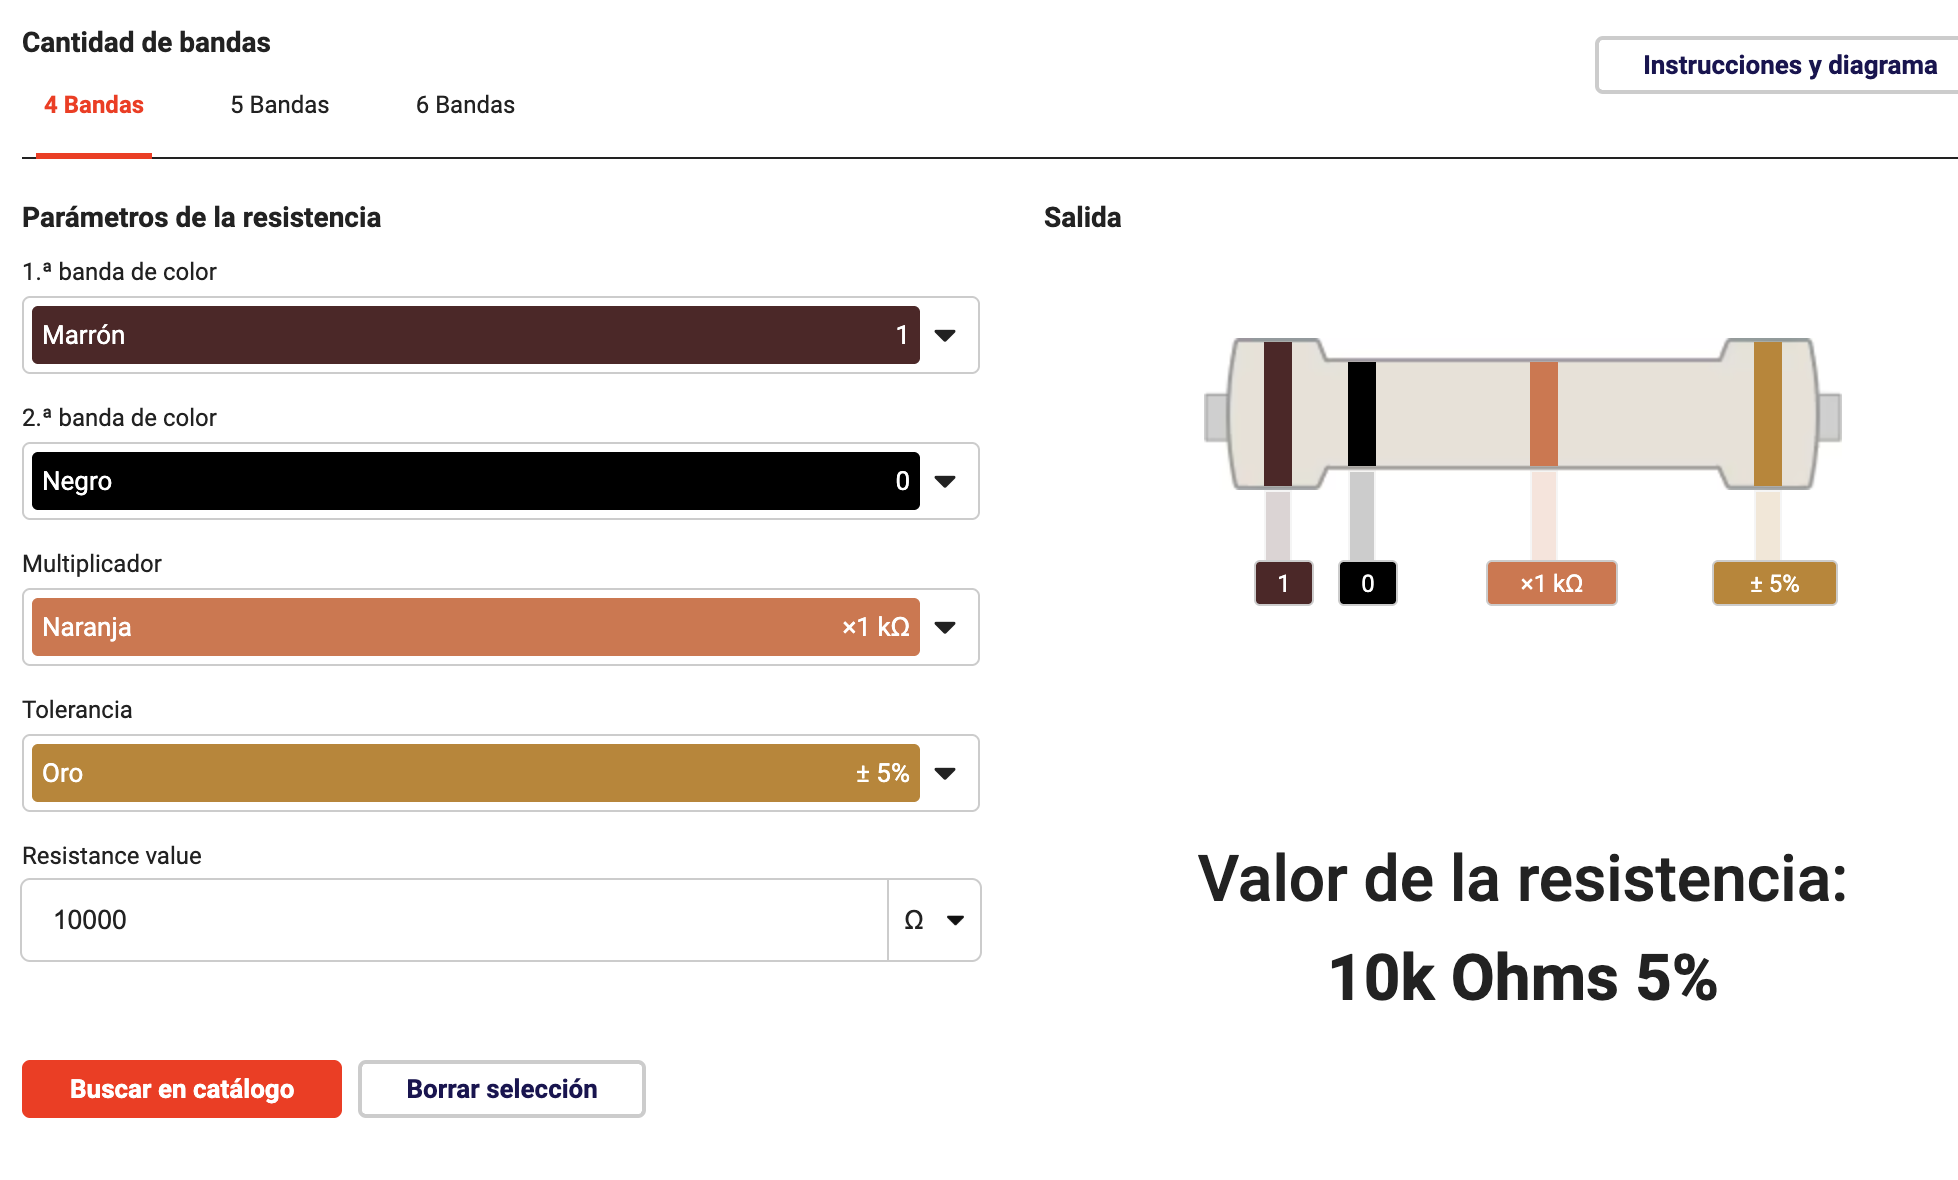 Cantidad de bandas
Instrucciones y diagrama
4 Bandas 5 Bandas 6 Bandas
Parámetros de la resistencia
1.ª banda de color
Marrón 1
2.ª banda de color
Negro 0
Multiplicador
Naranja ×1 kΩ
Tolerancia
Oro ± 5%
Resistance value
10000 Ω
Buscar en catálogo Borrar selección
Salida
1 0 ×1 kΩ ± 5%
Valor de la resistencia:
10k Ohms 5%